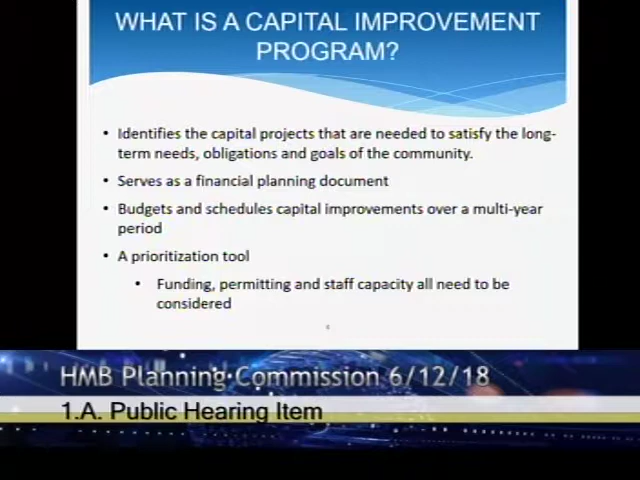 WHAT IS A CAPITAL IMPROVEMENT
PROGRAM?
• Identifies the capital projects that are needed to satisfy the long-
term needs, obligations and goals of the community.
• Serves as a financial planning document
• Budgets and schedules capital improvements over a multi-year
period
• A prioritization tool
• Funding, permitting and staff capacity all need to be
considered
HMB Planning Commission 6/12/18
1.A. Public Hearing Item